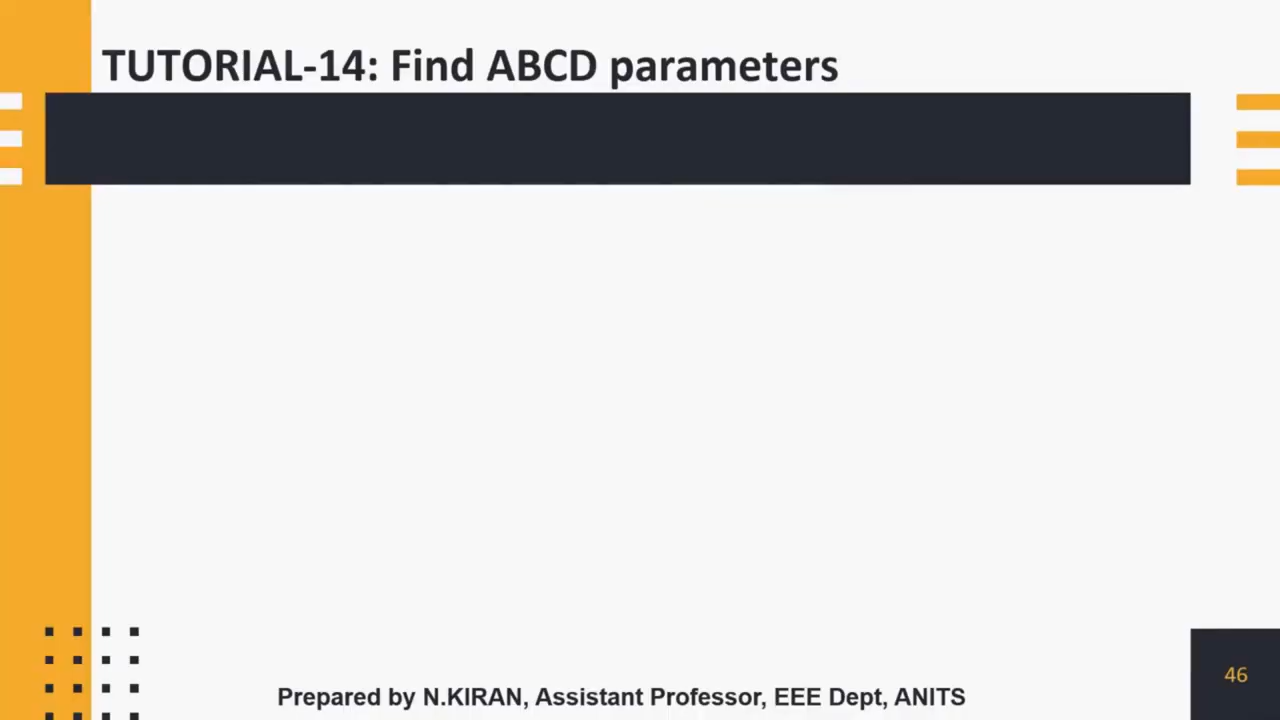 TUTORIAL-14: Find ABCD parameters
46
Prepared by N.KIRAN, Assistant Professor, EEE Dept, ANITS